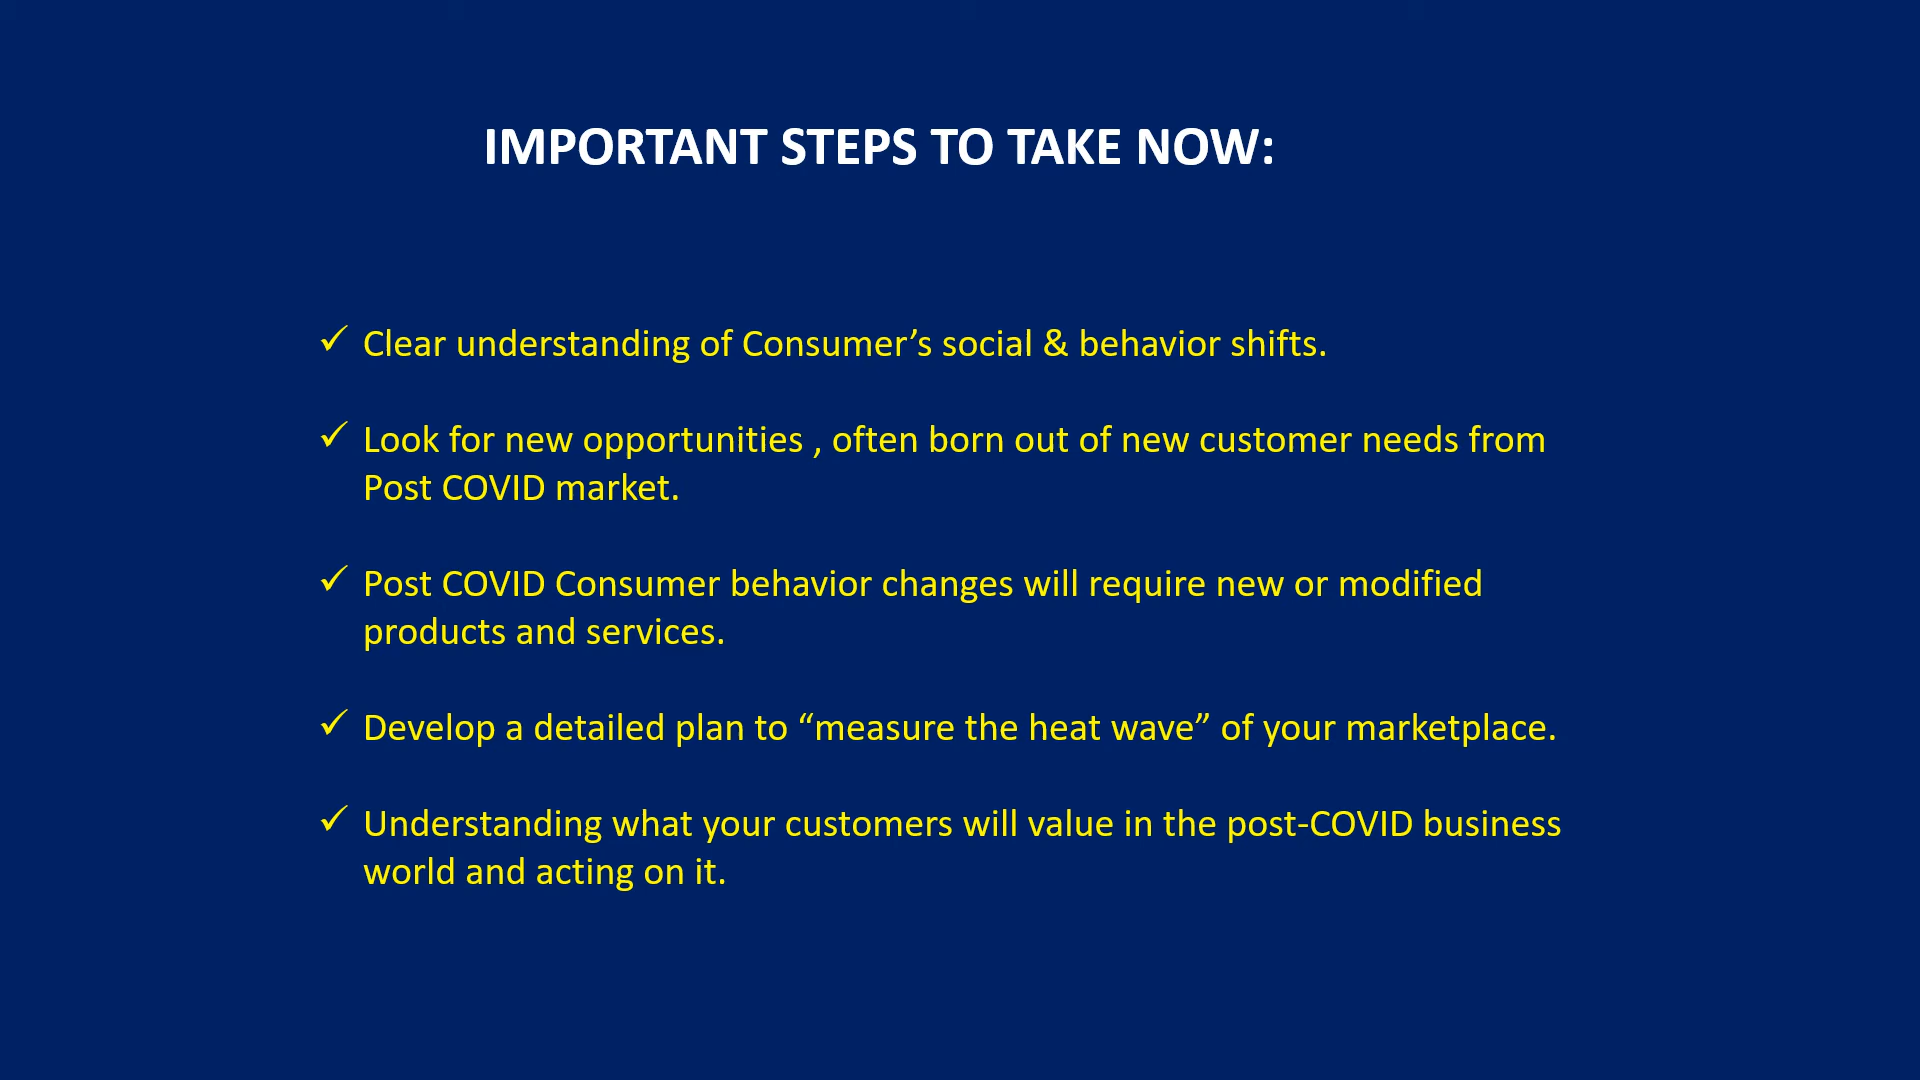 IMPORTANT STEPS TO TAKE NOW:
✓ Clear understanding of Consumer’s social & behavior shifts.
✓ Look for new opportunities , often born out of new customer needs from
Post COVID market.
✓ Post COVID Consumer behavior changes will require new or modified
products and services.
✓ Develop a detailed plan to “measure the heat wave” of your marketplace.
✓ Understanding what your customers will value in the post-COVID business
world and acting on it.